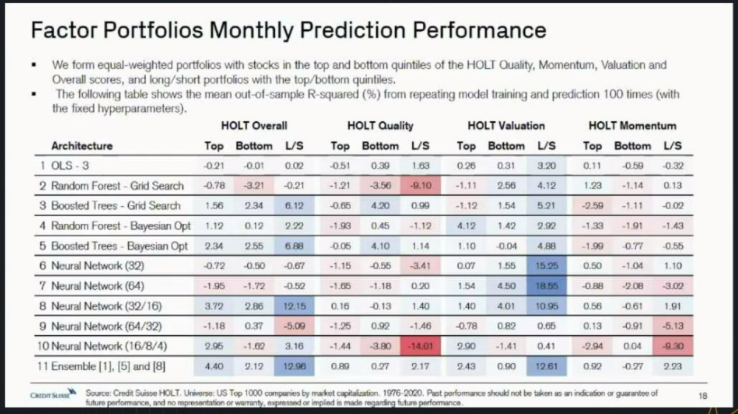 Factor Portfolios Monthly Prediction Performance
▪ We form equal-weighted portfolios with stocks in the top and bottom quintiles of the HOLT Quality, Momentum, Valuation and
Overall scores, and long/short portfolios with the top/bottom quintiles.
▪ The following table shows the mean out-of-sample R-squared (%) from repeating model training and prediction 100 times (with
the fixed hyperparameters).
HOLT Overall HOLT Quality HOLT Valuation HOLT Momentum
Architecture Top Bottom L/S Top Bottom L/S Top Bottom L/S Top Bottom L/S
1 OLS - 3 -0.21 -0.01 0.02 -0.51 0.39 1.63 0.26 0.31 3.20 0.11 -0.59 -0.32
2 Random Forest - Grid Search -0.78 -3.21 -0.21 -1.21 -3.56 -9.10 -1.11 2.56 4.12 1.23 -1.14 0.13
3 Boosted Trees - Grid Search 1.56 2.34 6.12 -0.65 4.20 0.99 -1.12 1.54 5.21 -2.59 -1.11 -0.02
4 Random Forest - Bayesian Opt 1.12 0.12 2.22 -1.93 0.45 -1.12 4.12 1.42 2.92 -1.33 -1.91 -1.43
5 Boosted Trees - Bayesian Opt 2.34 2.55 6.88 -0.05 4.10 1.14 1.10 -0.04 4.88 -1.99 -0.77 -0.55
6 Neural Network (32) -0.72 -0.50 -0.67 -1.15 -0.55 -3.41 0.07 1.55 15.25 0.50 -1.04 1.10
7 Neural Network (64) -1.95 -1.72 -0.52 -1.65 -1.18 0.20 1.54 4.50 18.55 -0.88 -2.08 -3.02
8 Neural Network (32/16) 3.72 2.86 12.15 0.16 -0.13 1.40 1.40 4.01 10.95 0.56 -0.61 1.91
9 Neural Network (64/32) -1.18 0.37 -5.09 -1.25 0.92 -1.46 -0.78 0.82 0.65 0.13 -0.91 -5.13
10 Neural Network (16/8/4) 2.95 -1.62 3.16 -1.44 -3.80 -14.01 2.90 -1.41 0.41 -2.94 0.04 -9.30
11 Ensemble [1], [5] and [8] 4.40 2.12 12.96 0.89 0.27 2.17 2.43 0.90 12.61 0.92 -0.27 2.23
CREDIT SUISSE Source: Credit Suisse HOLT. Universe: US Top 1000 companies by market capitalization. 1976-2020. Past performance should not be taken as an indication or guarantee of
future performance, and no representation or warranty, expressed or implied is made regarding future performance. 18